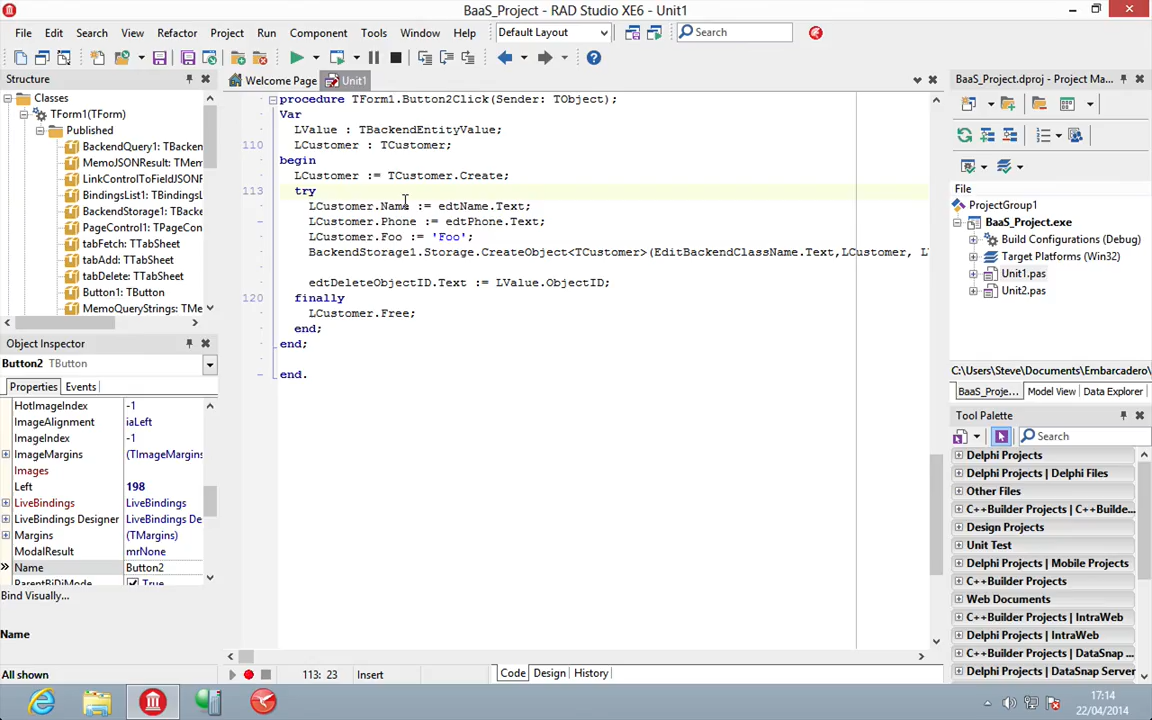 BaaS_Project - RAD Studio XE6 - Unit1
File Edit Search View Refactor Project Run Component Tools Window Help
Default Layout
Search
Structure
Classes
TForm1(TForm)
Published
BackendQuery1: TBacken
MemoJSONResult: TMem
LinkControlToFieldJSONR
BindingsList1: TBindings
BackendStorage1: TBack
PageControl1: TPageCon
tabFetch: TTabSheet
tabAdd: TTabSheet
tabDelete: TTabSheet
Button1: TButton
MemoQueryStrings: TMe
Object Inspector
Button2 TButton
Properties Events
HotImageIndex -1
ImageAlignment iaLeft
ImageIndex -1
ImageMargins (TImageMargins
Images
Left 198
LiveBindings LiveBindings
LiveBindings Designer LiveBindings De
Margins (TMargins)
ModalResult mrNone
Name Button2
ParentBiDiMode True
Bind Visually...
Name
All shown
Welcome Page Unit1
procedure TForm1.Button2Click(Sender: TObject);
Var
LValue : TBackendEntityValue;
110 LCustomer : TCustomer;
begin
LCustomer := TCustomer.Create;
113 try
LCustomer.Name := edtName.Text;
LCustomer.Phone := edtPhone.Text;
LCustomer.Foo := 'Foo';
BackendStorage1.Storage.CreateObject<TCustomer>(EditBackendClassName.Text,LCustomer, L
edtDeleteObjectID.Text := LValue.ObjectID;
120 finally
LCustomer.Free;
end;
end;
end.
113: 23 Insert Code Design History
BaaS_Project.dproj - Project Ma...
File
ProjectGroup1
BaaS_Project.exe
Build Configurations (Debug)
Target Platforms (Win32)
Unit1.pas
Unit2.pas
C:\Users\Steve\Documents\Embarcadero\
BaaS_Proje... Model View Data Explorer
Tool Palette
Search
Delphi Projects
Delphi Projects | Delphi Files
Other Files
C++Builder Projects | C++Builde...
Design Projects
Unit Test
Delphi Projects | Mobile Projects
C++Builder Projects
Web Documents
C++Builder Projects | IntraWeb
Delphi Projects | IntraWeb
C++Builder Projects | DataSnap ...
Delphi Projects | DataSnap Server
17:14
22/04/2014